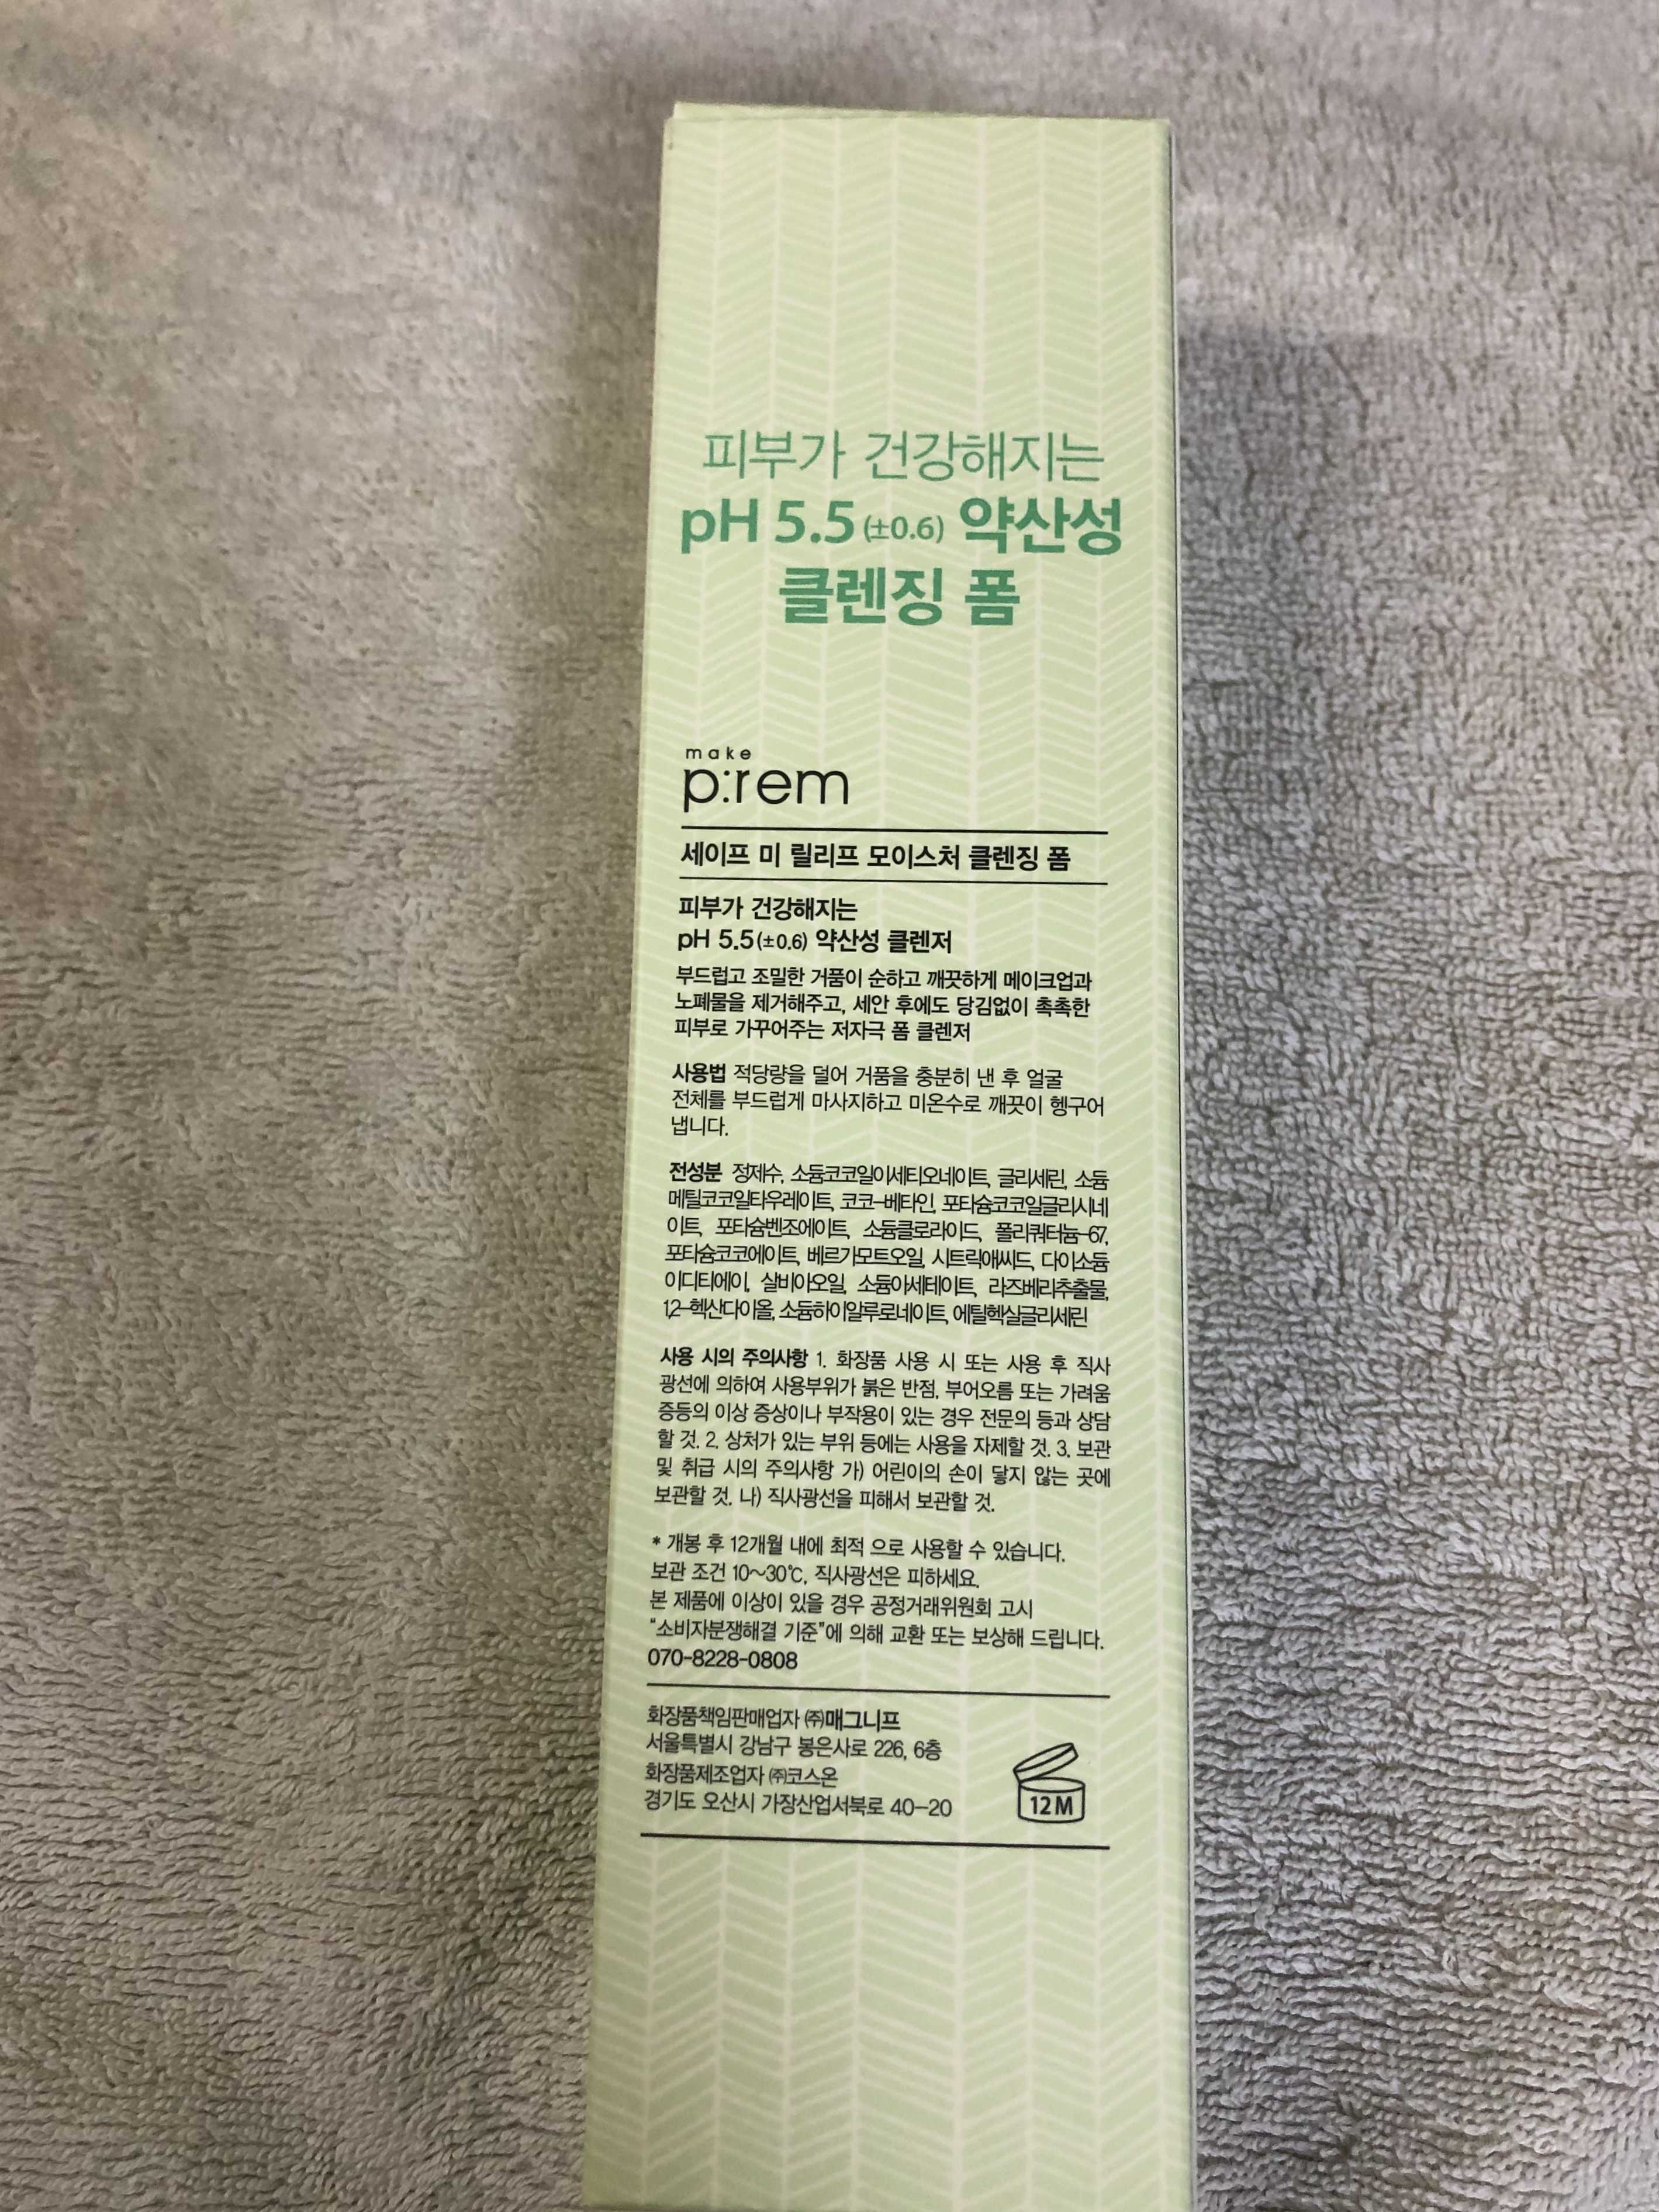 피부가 건강해지는
pH 5.5 (±0.6) 약산성
클렌징 폼
make
p:rem
세이프 미 릴리프 모이스처 클렌징 폼
피부가 건강해지는
pH 5.5 (±0.6) 약산성 클렌저
부드럽고 조밀한 거품이 순하고 깨끗하게 메이크업과
노폐물을 제거해주고, 세안 후에도 당김없이 촉촉한
피부로 가꾸어주는 저자극 폼 클렌저
사용법 적당량을 덜어 거품을 충분히 낸 후 얼굴
전체를 부드럽게 마사지하고 미온수로 깨끗이 헹구어
냅니다.
전성분 정제수, 소듐코코일이세티오네이트, 글리세린, 소듐
메틸코코일타우레이트, 코코-베타인, 포타슘코코일글리시네
이트, 포타슘벤조에이트, 소듐클로라이드, 폴리쿼터늄-67,
포타슘코코에이트, 베르가모트오일, 시트릭애씨드, 다이소듐
이디티에이, 살비아오일, 소듐아세테이트, 라즈베리추출물,
1,2-헥산다이올, 소듐하이알루로네이트, 에틸헥실글리세린
사용 시의 주의사항 1. 화장품 사용 시 또는 사용 후 직사
광선에 의하여 사용부위가 붉은 반점, 부어오름 또는 가려움
증등의 이상 증상이나 부작용이 있는 경우 전문의 등과 상담
할 것. 2. 상처가 있는 부위 등에는 사용을 자제할 것. 3. 보관
및 취급 시의 주의사항 가) 어린이의 손이 닿지 않는 곳에
보관할 것. 나) 직사광선을 피해서 보관할 것.
* 개봉 후 12개월 내에 최적 으로 사용할 수 있습니다.
보관 조건 10~30℃, 직사광선은 피하세요.
본 제품에 이상이 있을 경우 공정거래위원회 고시
“소비자분쟁해결 기준”에 의해 교환 또는 보상해 드립니다.
070-8228-0808
화장품책임판매업자 ㈜매그니프
서울특별시 강남구 봉은사로 226, 6층
화장품제조업자 ㈜코스온
경기도 오산시 가장산업서북로 40-20
12M